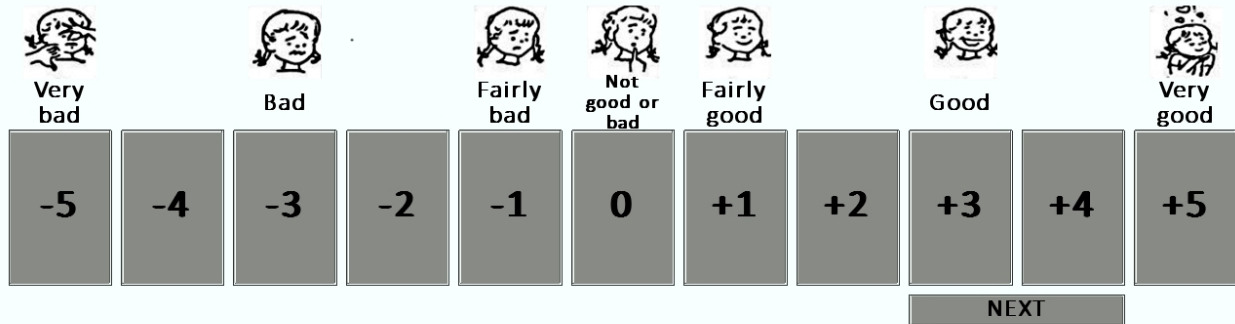 Very bad
Bad
Fairly bad
Not good or bad
Fairly good
Good
Very good
-5 -4 -3 -2 -1 0 +1 +2 +3 +4 +5
NEXT